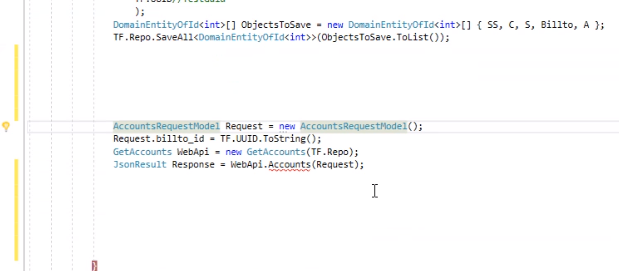 );
DomainEntityOfId<int>[] ObjectsToSave = new DomainEntityOfId<int>[] { SS, C, S, Billto, A };
TF.Repo.SaveAll<DomainEntityOfId<int>>(ObjectsToSave.ToList());
AccountsRequestModel Request = new AccountsRequestModel();
Request.billto_id = TF.UUID.ToString();
GetAccounts WebApi = new GetAccounts(TF.Repo);
JsonResult Response = WebApi.Accounts(Request);
}